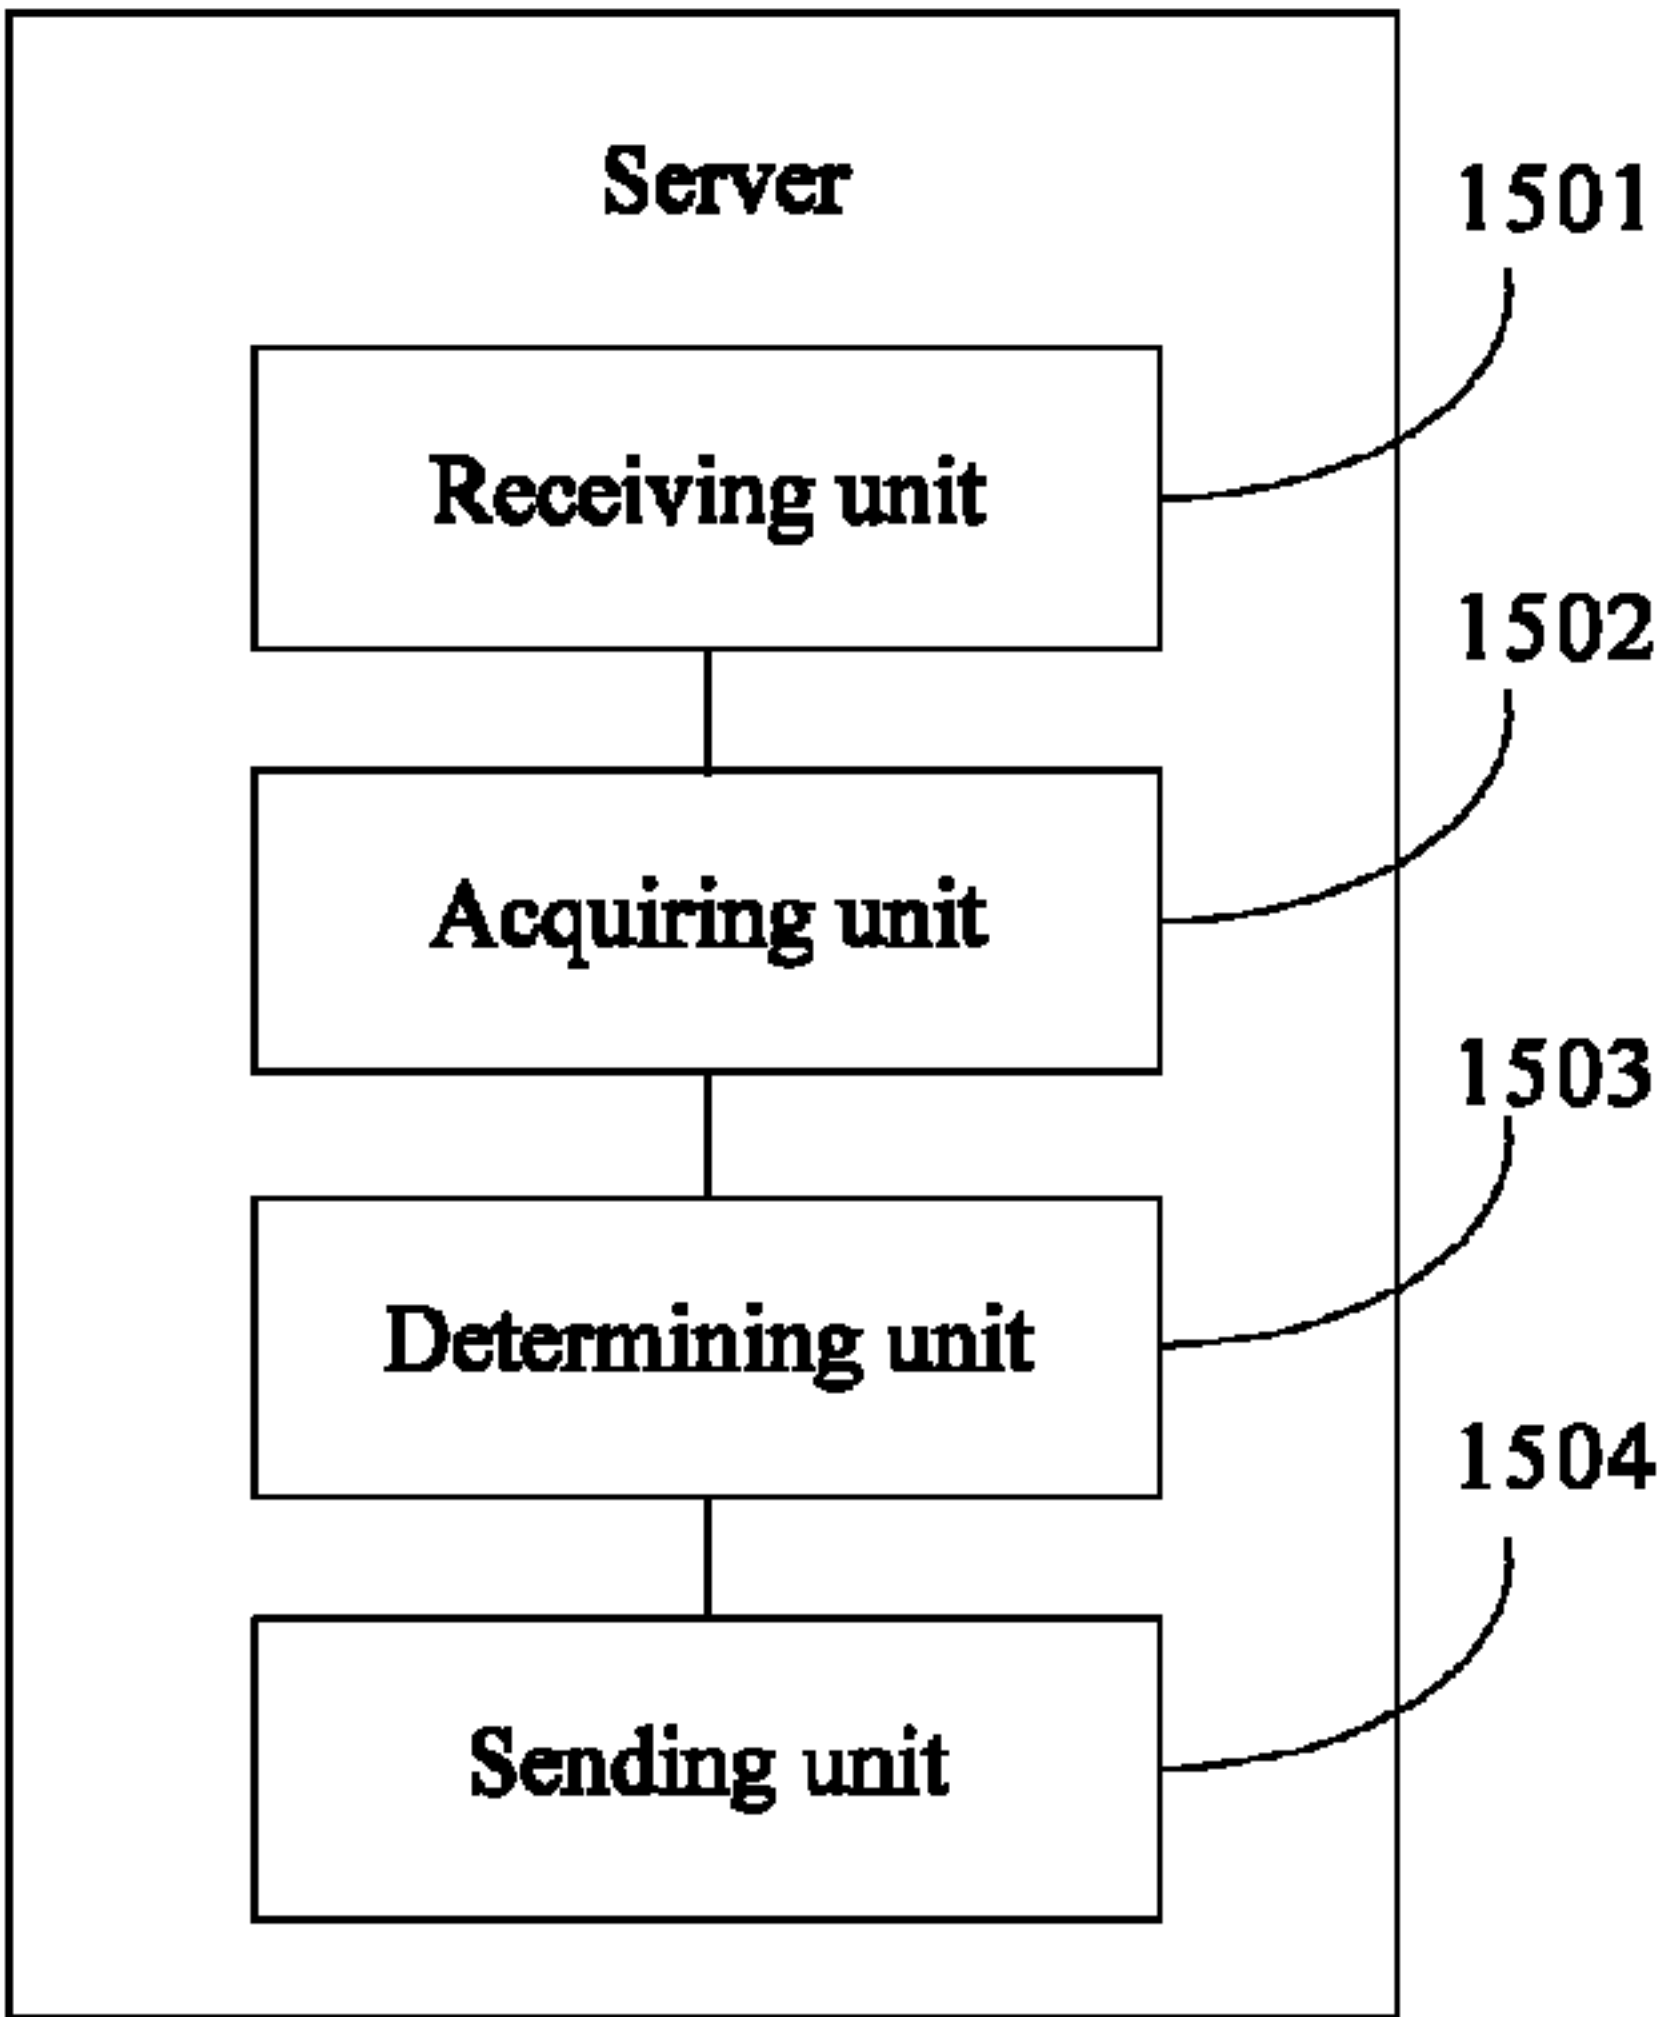 Server
1501
Receiving unit
1502
Acquiring unit
1503
Determining unit
1504
Sending unit